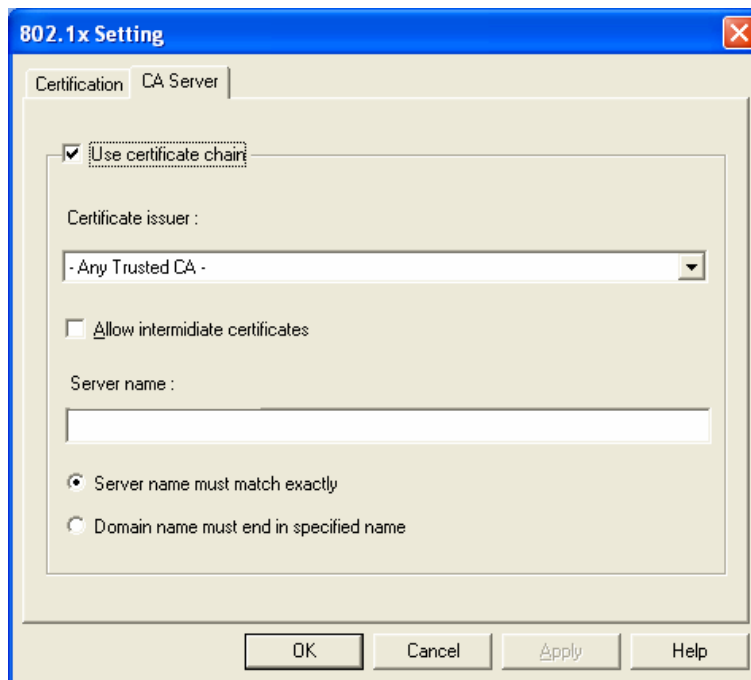 802.1x Setting
Certification
CA Server
Use certificate chain
Certificate issuer :
- Any Trusted CA -
Allow intermidiate certificates
Server name :
Server name must match exactly
Domain name must end in specified name
OK
Cancel
Apply
Help